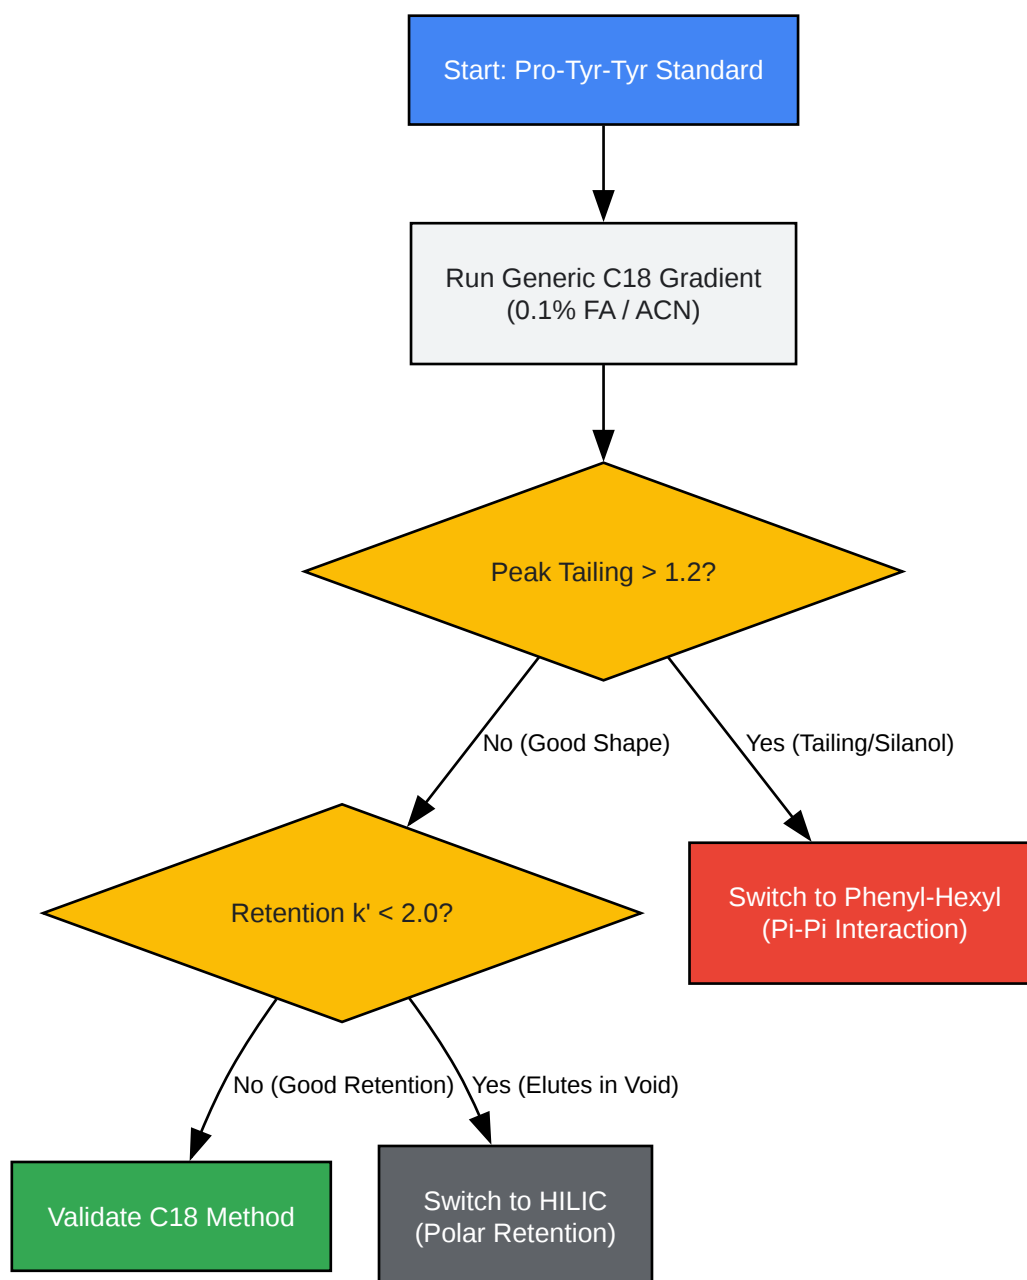 Start: Pro-Tyr-Tyr Standard
Run Generic C18 Gradient
(0.1% FA / ACN)
Peak Tailing > 1.2?
No (Good Shape)
Yes (Tailing/Silanol)
Retention k' < 2.0?
Switch to Phenyl-Hexyl
(Pi-Pi Interaction)
No (Good Retention)
Yes (Elutes in Void)
Validate C18 Method
Switch to HILIC
(Polar Retention)